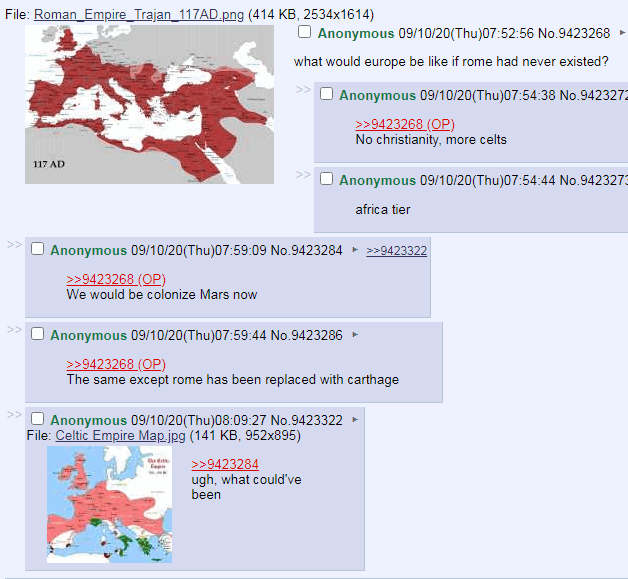 File: Roman_Empire_Trajan_117AD.png (414 KB, 2534x1614)
117 AD
Anonymous 09/10/20(Thu)07:52:56 No.9423268
what would europe be like if rome had never existed?
>> Anonymous 09/10/20(Thu)07:54:38 No.9423272
>>9423268 (OP)
No christianity, more celts
>> Anonymous 09/10/20(Thu)07:54:44 No.9423273
africa tier
>> Anonymous 09/10/20(Thu)07:59:09 No.9423284 >>9423322
>>9423268 (OP)
We would be colonize Mars now
>> Anonymous 09/10/20(Thu)07:59:44 No.9423286
>>9423268 (OP)
The same except rome has been replaced with carthage
>> Anonymous 09/10/20(Thu)08:09:27 No.9423322
File: Celtic Empire Map.jpg (141 KB, 952x895)
The Celtic
Empire
>>9423284
ugh, what could've
been